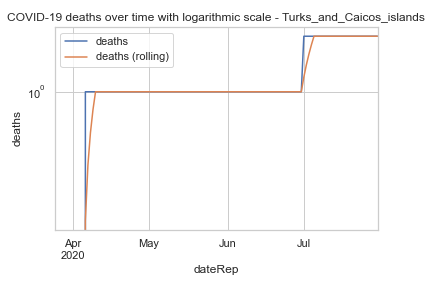 COVID-19 deaths over time with logarithmic scale - Turks_and_Caicos_islands
deaths
deaths (rolling)
10⁰
deaths
Apr
2020
May
Jun
Jul
dateRep